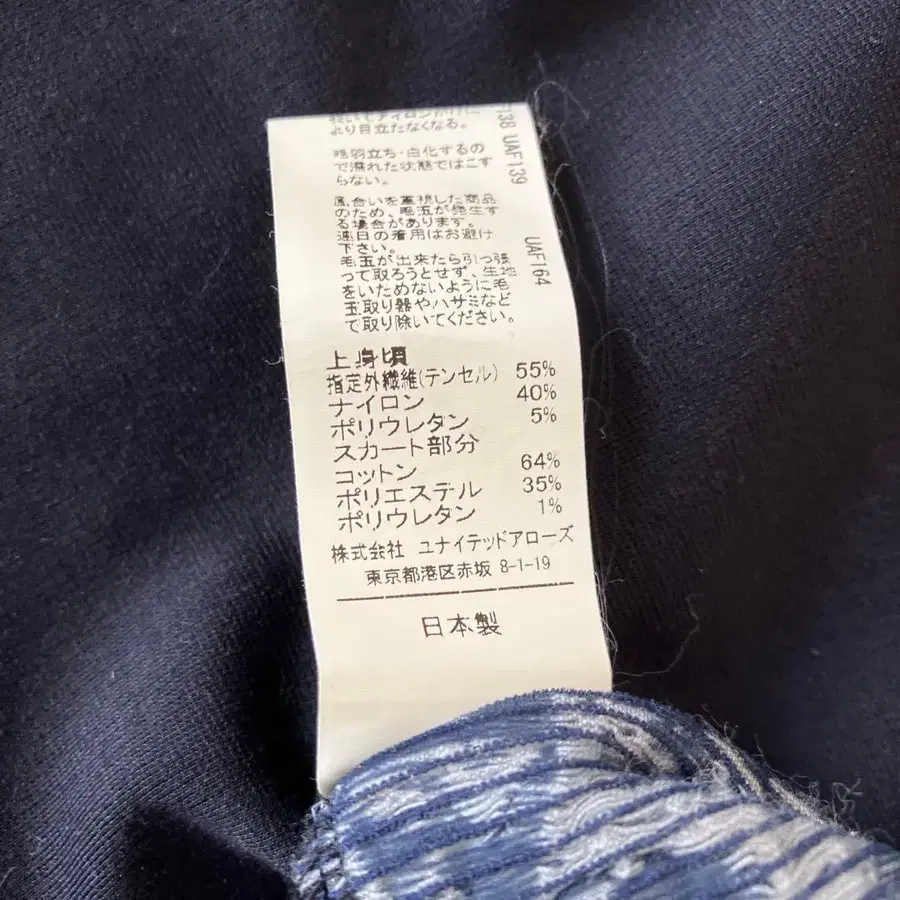 より目立たなくなる。
毛羽立ち・白化するの
で濡れた状態ではこす
らない。
風合いを重視した商品
のため、毛玉が発生す
る場合があります。
連日の着用はお避け
下さい。
毛玉が出来たら引っ張
って取ろうとせず、生地
をいためないように毛
玉取り器やハサミなど
で取り除いてください。
上身頃
指定外繊維(テンセル) 55%
ナイロン 40%
ポリウレタン 5%
スカート部分
コットン 64%
ポリエステル 35%
ポリウレタン 1%
株式会社 ユナイテッドアローズ
東京都港区赤坂 8-1-19
日本製
138 UAF139
UAF164